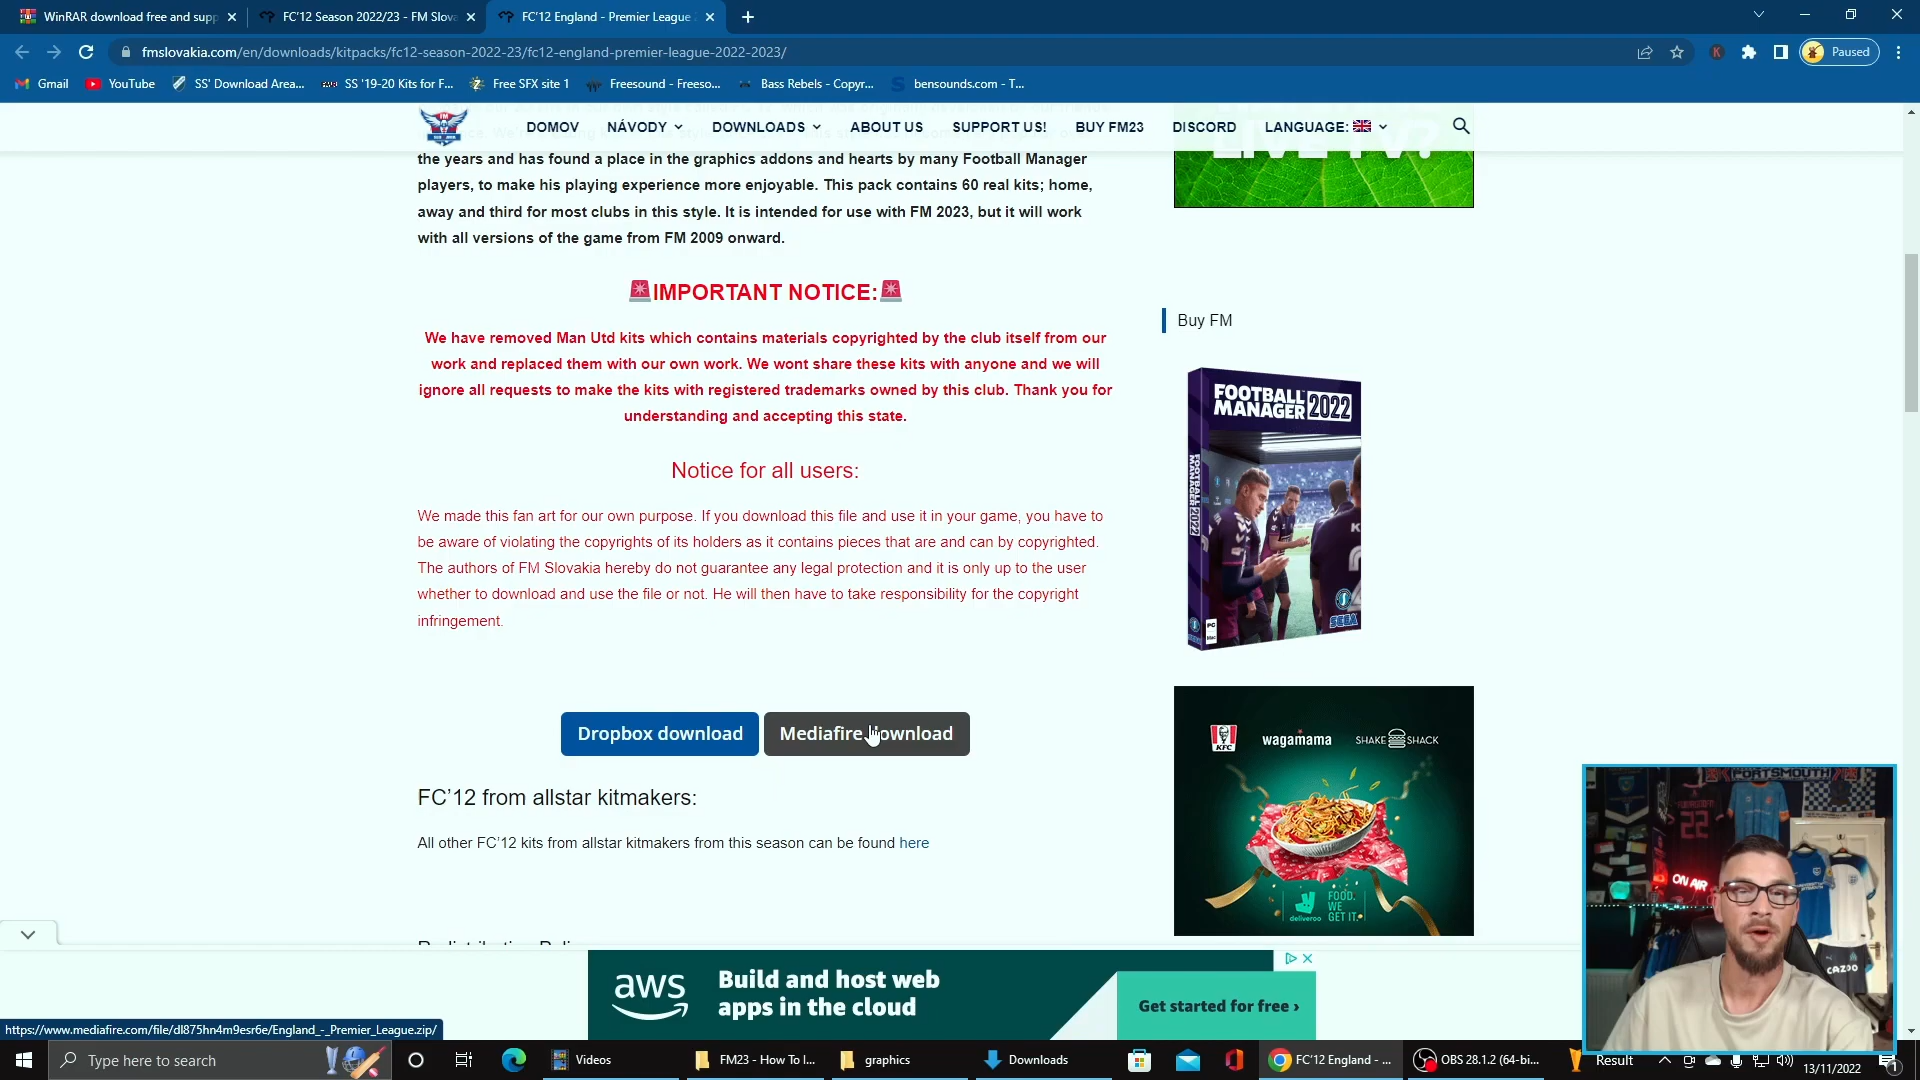 WinRAR download free and supp
FC'12 Season 2022/23 - FM Slova
FC'12 England - Premier League
fmslovakia.com/en/downloads/kitpacks/fc12-season-2022-23/fc12-england-premier-league-2022-2023/
K
Paused
Gmail
YouTube
SS' Download Area...
SS '19-20 Kits for F...
Free SFX site 1
Freesound - Freeso...
Bass Rebels - Copyr...
bensounds.com - T...
DOMOV
NÁVODY
DOWNLOADS
ABOUT US
SUPPORT US!
BUY FM23
DISCORD
LANGUAGE:
the years and has found a place in the graphics addons and hearts by many Football Manager
players, to make his playing experience more enjoyable. This pack contains 60 real kits; home,
away and third for most clubs in this style. It is intended for use with FM 2023, but it will work
with all versions of the game from FM 2009 onward.
IMPORTANT NOTICE:
We have removed Man Utd kits which contains materials copyrighted by the club itself from our
work and replaced them with our own work. We wont share these kits with anyone and we will
ignore all requests to make the kits with registered trademarks owned by this club. Thank you for
understanding and accepting this state.
Notice for all users:
We made this fan art for our own purpose. If you download this file and use it in your game, you have to
be aware of violating the copyrights of its holders as it contains pieces that are and can by copyrighted.
The authors of FM Slovakia hereby do not guarantee any legal protection and it is only up to the user
whether to download and use the file or not. He will then have to take responsibility for the copyright
infringement.
Dropbox download
Mediafire download
FC'12 from allstar kitmakers:
All other FC'12 kits from allstar kitmakers from this season can be found here
LIVE TV?
Buy FM
FOOTBALL
MANAGER 2022
FOOTBALL MANAGER 2022
PC
Mac
SEGA
KFC
wagamama
SHAKE SHACK
deliveroo
FOOD.
WE
GET IT.
aws
Build and host web
apps in the cloud
Get started for free ›
PORTSMOUTH
22
ON AIR
CAZOO
https://www.mediafire.com/file/dl875hn4m9esr6e/England_-_Premier_League.zip/
Type here to search
Videos
FM23 - How To I...
graphics
Downloads
FC'12 England - ...
OBS 28.1.2 (64-bi...
Result
13/11/2022
1